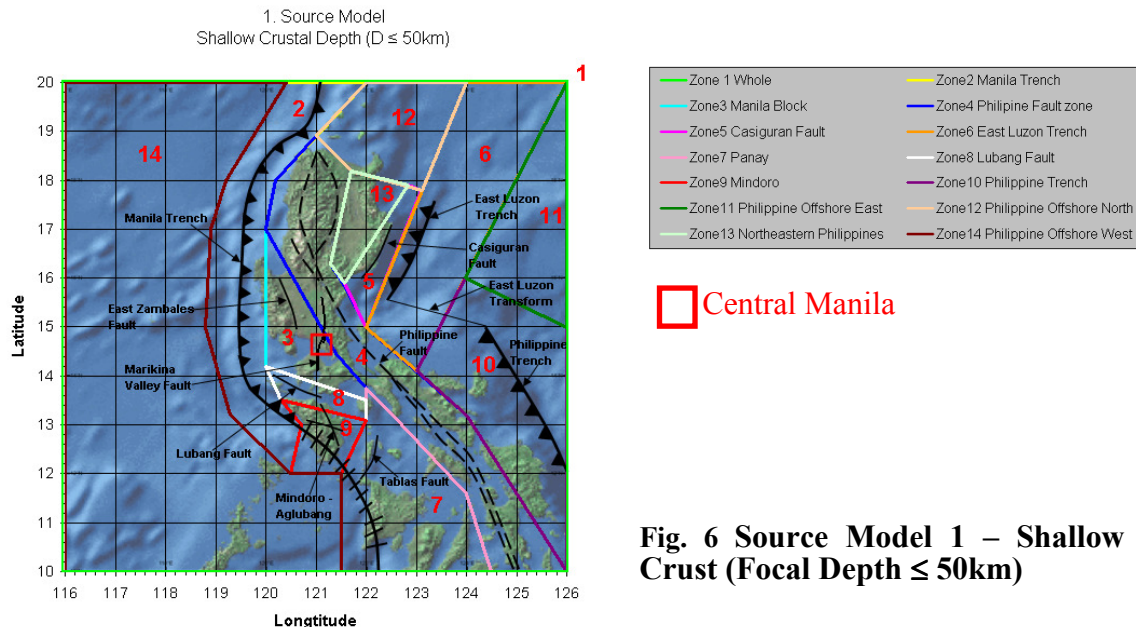 1. Source Model
Shallow Crustal Depth (D ≤ 50km)
20
19
18
17
16
15
14
13
12
11
10
Latitude
116 117 118 119 120 121 122 123 124 125 126
Longtitude
1
2
12
14
6
13
11
Manila Trench
East Luzon
Trench
Casiguran
Fault
5
East Luzon
Transform
East Zambales
Fault
3
4
Philippine
Fault
10
Philippine
Trench
Marikina
Valley Fault
8
9
Lubang Fault
Mindoro -
Aglubang
Tablas Fault
7
Zone 1 Whole
Zone2 Manila Trench
Zone3 Manila Block
Zone4 Philipine Fault zone
Zone5 Casiguran Fault
Zone6 East Luzon Trench
Zone7 Panay
Zone8 Lubang Fault
Zone9 Mindoro
Zone10 Philippine Trench
Zone11 Philippine Offshore East
Zone12 Philippine Offshore North
Zone13 Northeastern Philippines
Zone14 Philippine Offshore West
Central Manila
Fig. 6 Source Model 1 – Shallow
Crust (Focal Depth ≤ 50km)